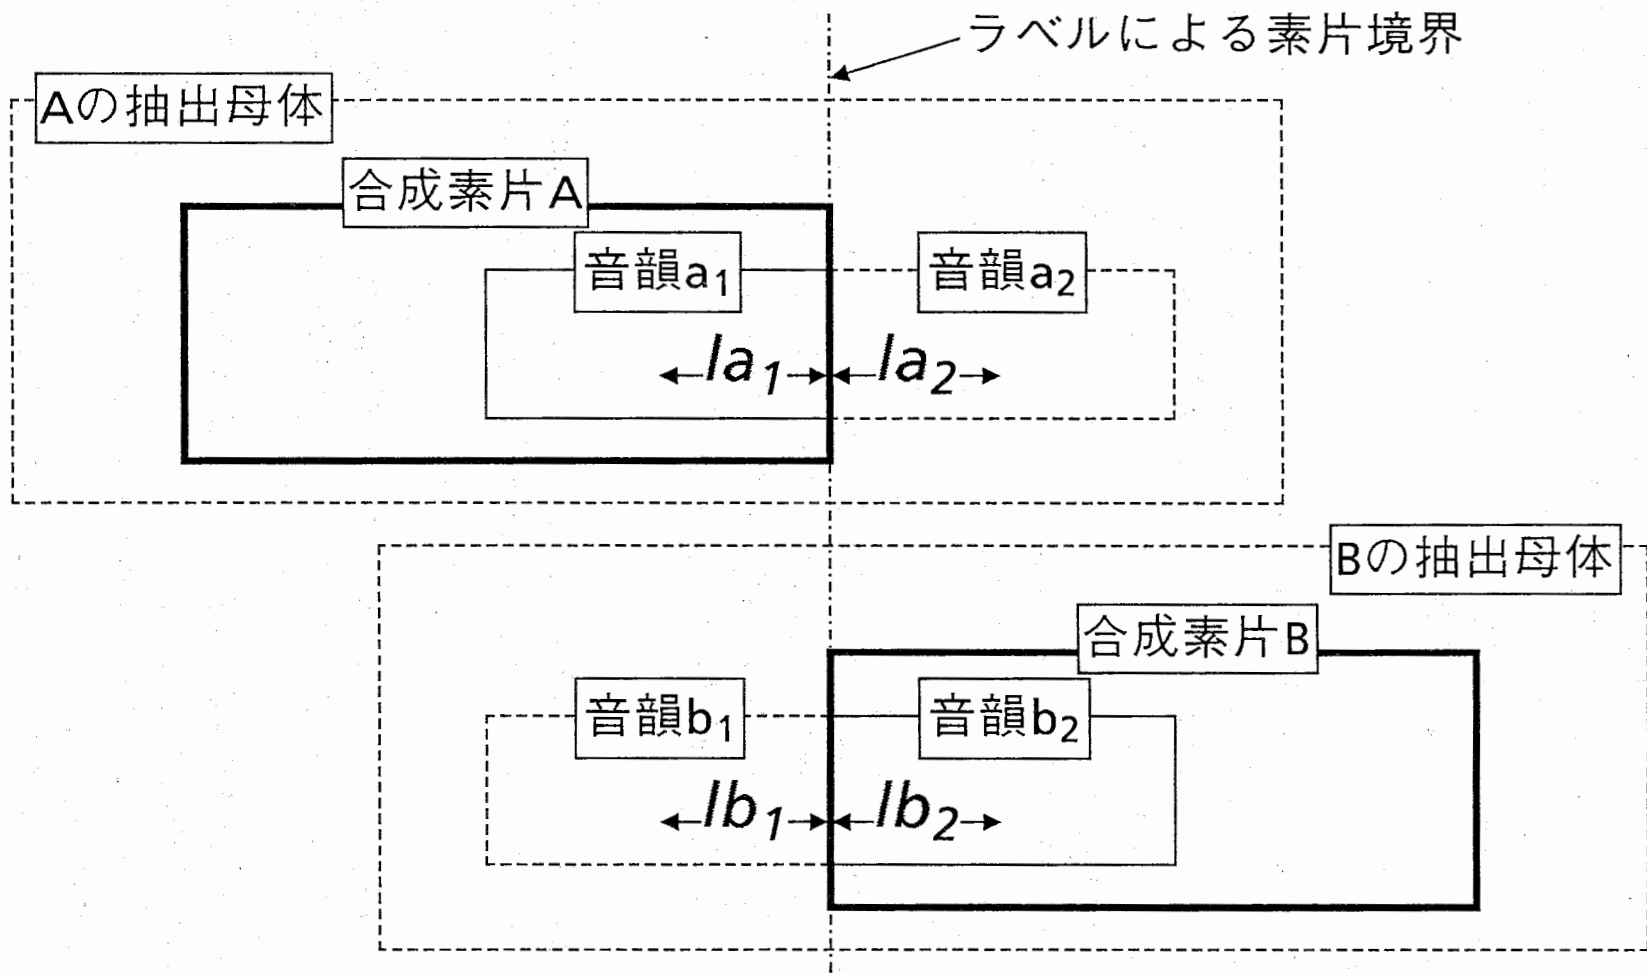 ラベルによる素片境界
Aの抽出母体
合成素片A
音韻a1
音韻a2
la1
la2
Bの抽出母体
合成素片B
音韻b1
音韻b2
lb1
lb2